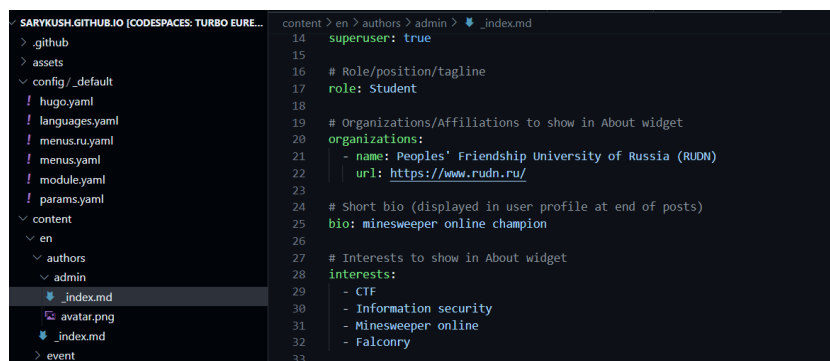 SARYKUSH.GITHUB.IO [CODESPACES: TURBO EURE...
.github
assets
config/_default
hugo.yaml
languages.yaml
menus.ru.yaml
menus.yaml
module.yaml
params.yaml
content
en
authors
admin
_index.md
avatar.png
_index.md
event
content > en > authors > admin > _index.md
14 superuser: true
15
16 # Role/position/tagline
17 role: Student
18
19 # Organizations/Affiliations to show in About widget
20 organizations:
21 - name: Peoples' Friendship University of Russia (RUDN)
22 url: https://www.rudn.ru/
23
24 # Short bio (displayed in user profile at end of posts)
25 bio: minesweeper online champion
26
27 # Interests to show in About widget
28 interests:
29 - CTF
30 - Information security
31 - Minesweeper online
32 - Falconry
33